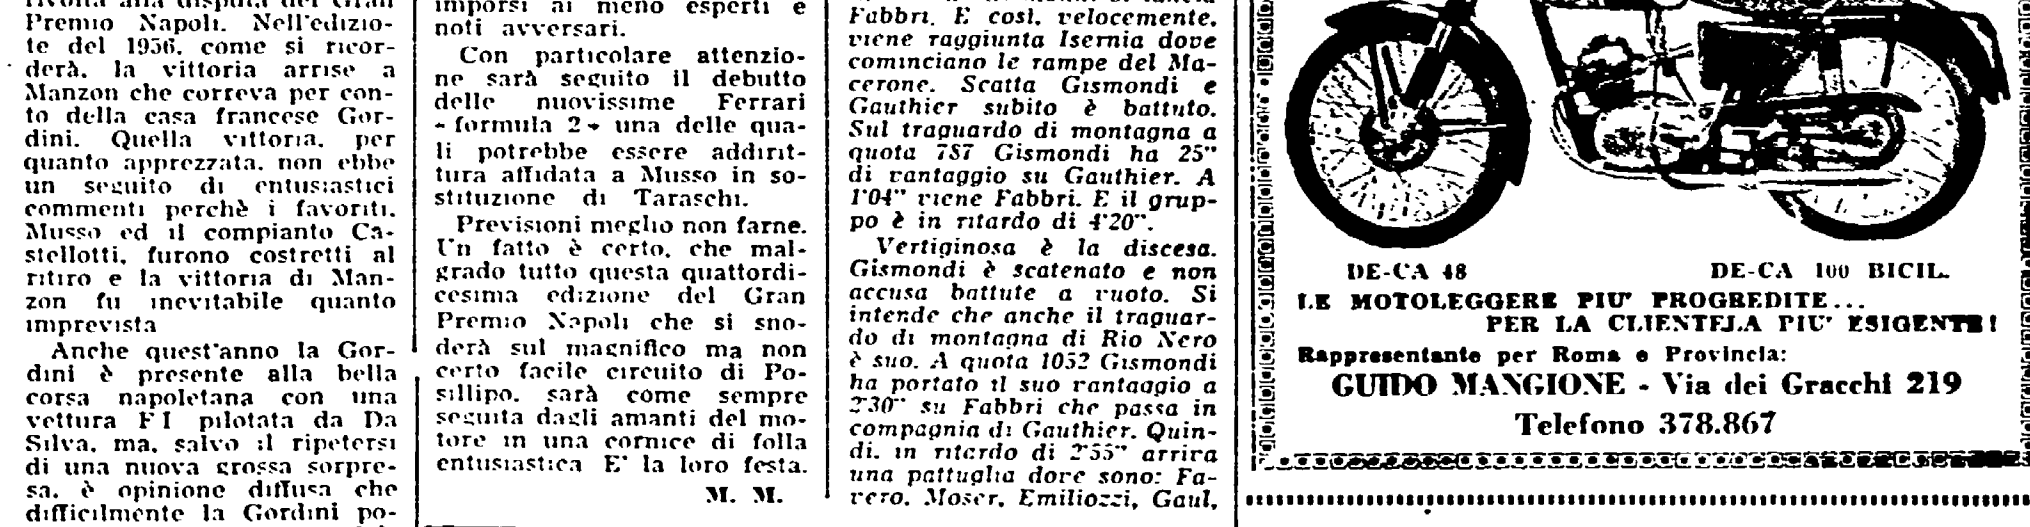 rivolta alla disputa del Gran
Premio Napoli. Nell'edizio-
te del 1956, come si ricor-
derà, la vittoria arrise a
Manzon che correva per con-
to della casa francese Gor-
dini. Quella vittoria, per
quanto apprezzata, non ebbe
un seguito di entusiastici
commenti perchè i favoriti,
Musso ed il compianto Ca-
stellotti, furono costretti al
ritiro e la vittoria di Man-
zon fu inevitabile quanto
imprevista
Anche quest'anno la Gor-
dini è presente alla bella
corsa napoletana con una
vettura F1 pilotata da Da
Silva, ma, salvo il ripetersi
di una nuova grossa sorpre-
sa, è opinione diffusa che
difficilmente la Gordini po-
imporsi ai meno esperti e
noti avversari.
Con particolare attenzio-
ne sarà seguito il debutto
delle nuovissime Ferrari
« formula 2 » una delle qua-
li potrebbe essere addirit-
tura affidata a Musso in so-
stituzione di Taraschi.
Previsioni meglio non farne.
Un fatto è certo, che mal-
grado tutto questa quattordi-
cesima edizione del Gran
Premio Napoli che si sno-
derà sul magnifico ma non
certo facile circuito di Po-
sillipo, sarà come sempre
seguita dagli amanti del mo-
tore in una cornice di folla
entusiastica E' la loro festa.
M. M.
Fabbri. E così, velocemente,
viene raggiunta Isernia dove
cominciano le rampe del Ma-
cerone. Scatta Gismondi e
Gauthier subito è battuto.
Sul traguardo di montagna a
quota 787 Gismondi ha 25"
di vantaggio su Gauthier. A
1'04" viene Fabbri. E il grup-
po è in ritardo di 4'20".
Vertiginosa è la discesa.
Gismondi è scatenato e non
accusa battute a vuoto. Si
intende che anche il traguar-
do di montagna di Rio Nero
è suo. A quota 1052 Gismondi
ha portato il suo vantaggio a
2'30" su Fabbri che passa in
compagnia di Gauthier. Quin-
di, in ritardo di 2'55" arriva
una pattuglia dove sono: Fa-
vero, Moser, Emiliozzi, Gaul,
DE-CA 48
DE-CA 100 BICIL.
LE MOTOLEGGERE PIU' PROGREDITE...
PER LA CLIENTELA PIU' ESIGENTE!
Rappresentante per Roma e Provincia:
GUIDO MANGIONE - Via dei Gracchi 219
Telefono 378.867